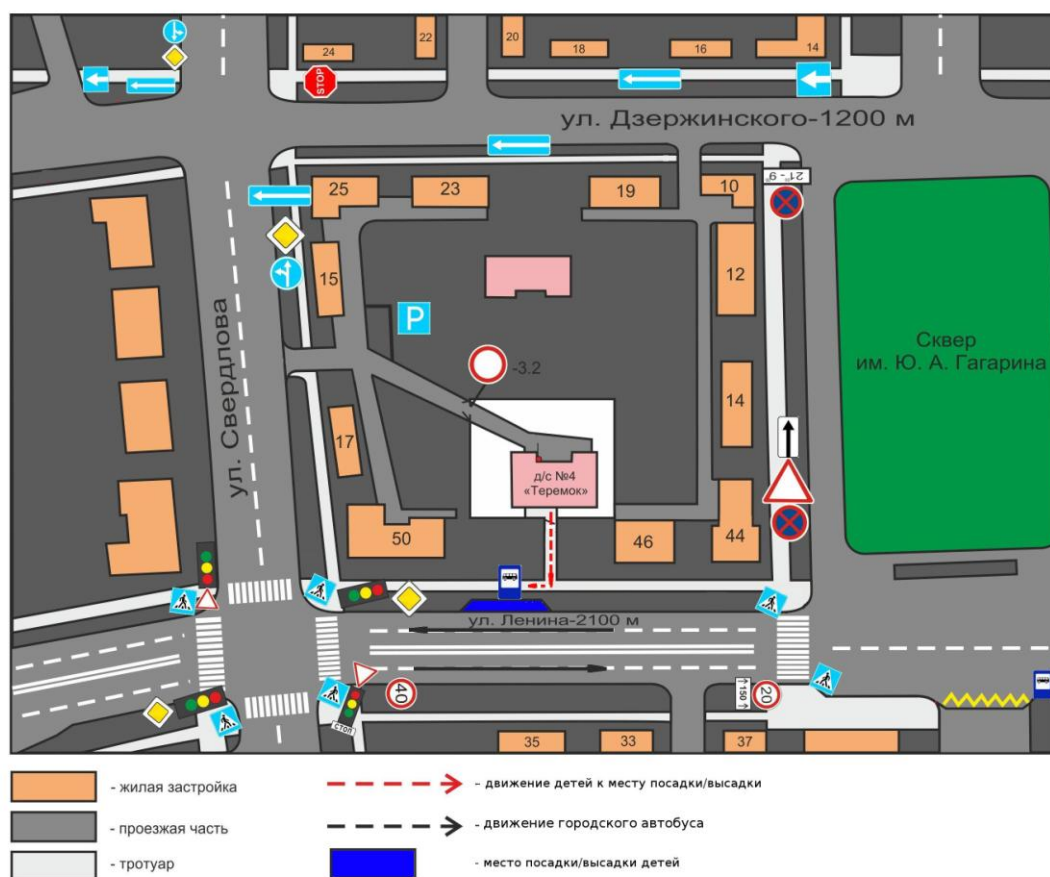 24
22
20
18
16
14
STOP
ул. Дзержинского-1200 м
25
23
19
10
21⁰⁰- 9⁰⁰
15
12
P
ул. Свердлова
Сквер
им. Ю. А. Гагарина
-3.2
14
17
д/с №4
«Теремок»
50
46
44
ул. Ленина-2100 м
40
150
20
стоп
35
33
37
- жилая застройка
- движение детей к месту посадки/высадки
- проезжая часть
- движение городского автобуса
- тротуар
- место посадки/высадки детей